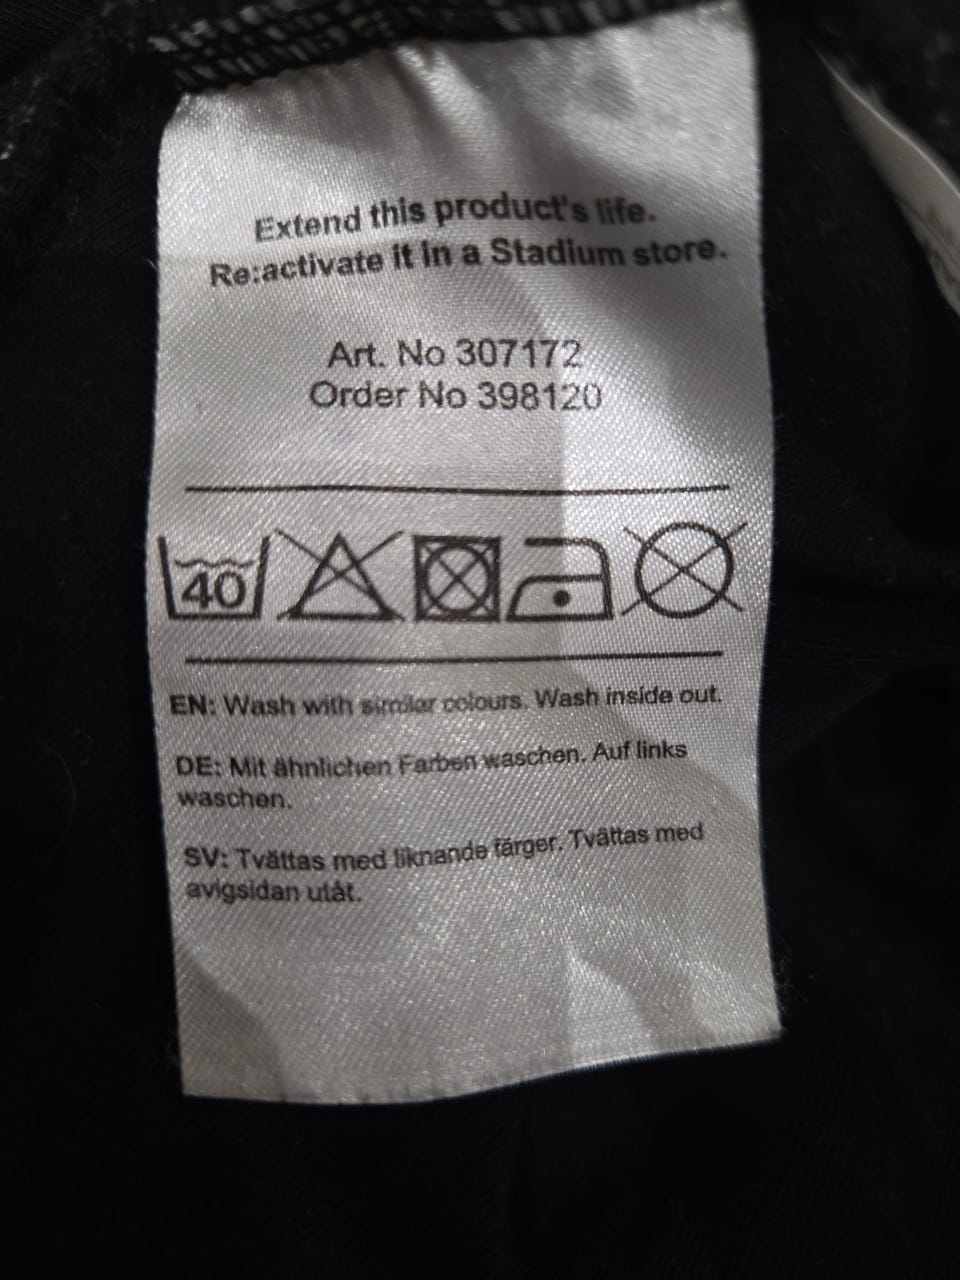 Extend this product's life.
Re:activate it in a Stadium store.
Art. No 307172
Order No 398120
40
EN: Wash with similar colours. Wash inside out.
DE: Mit ähnlichen Farben waschen. Auf links
waschen.
SV: Tvättas med liknande färger. Tvättas med
avigsidan utåt.